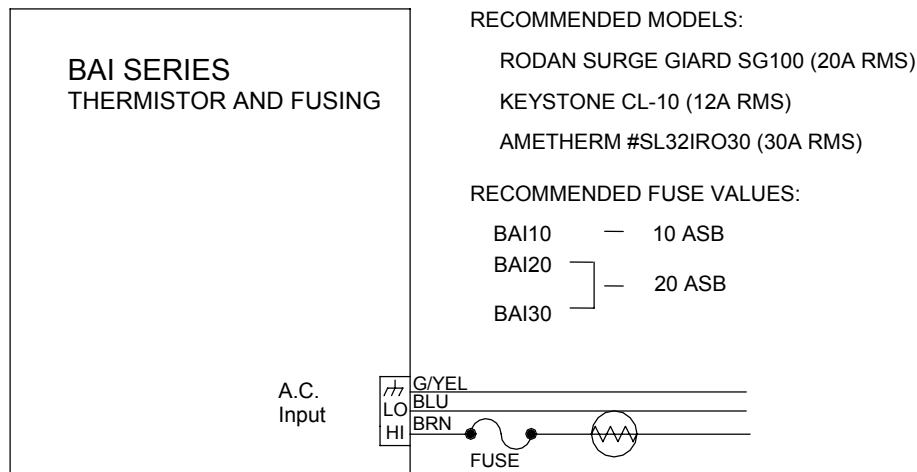 BAI SERIES
THERMISTOR AND FUSING
RECOMMENDED MODELS:
RODAN SURGE GIARD SG100 (20A RMS)
KEYSTONE CL-10 (12A RMS)
AMETHERM #SL32IRO30 (30A RMS)
RECOMMENDED FUSE VALUES:
BAI10 — 10 ASB
BAI20
— 20 ASB
BAI30
A.C.
Input
G/YEL
LO BLU
HI BRN
FUSE